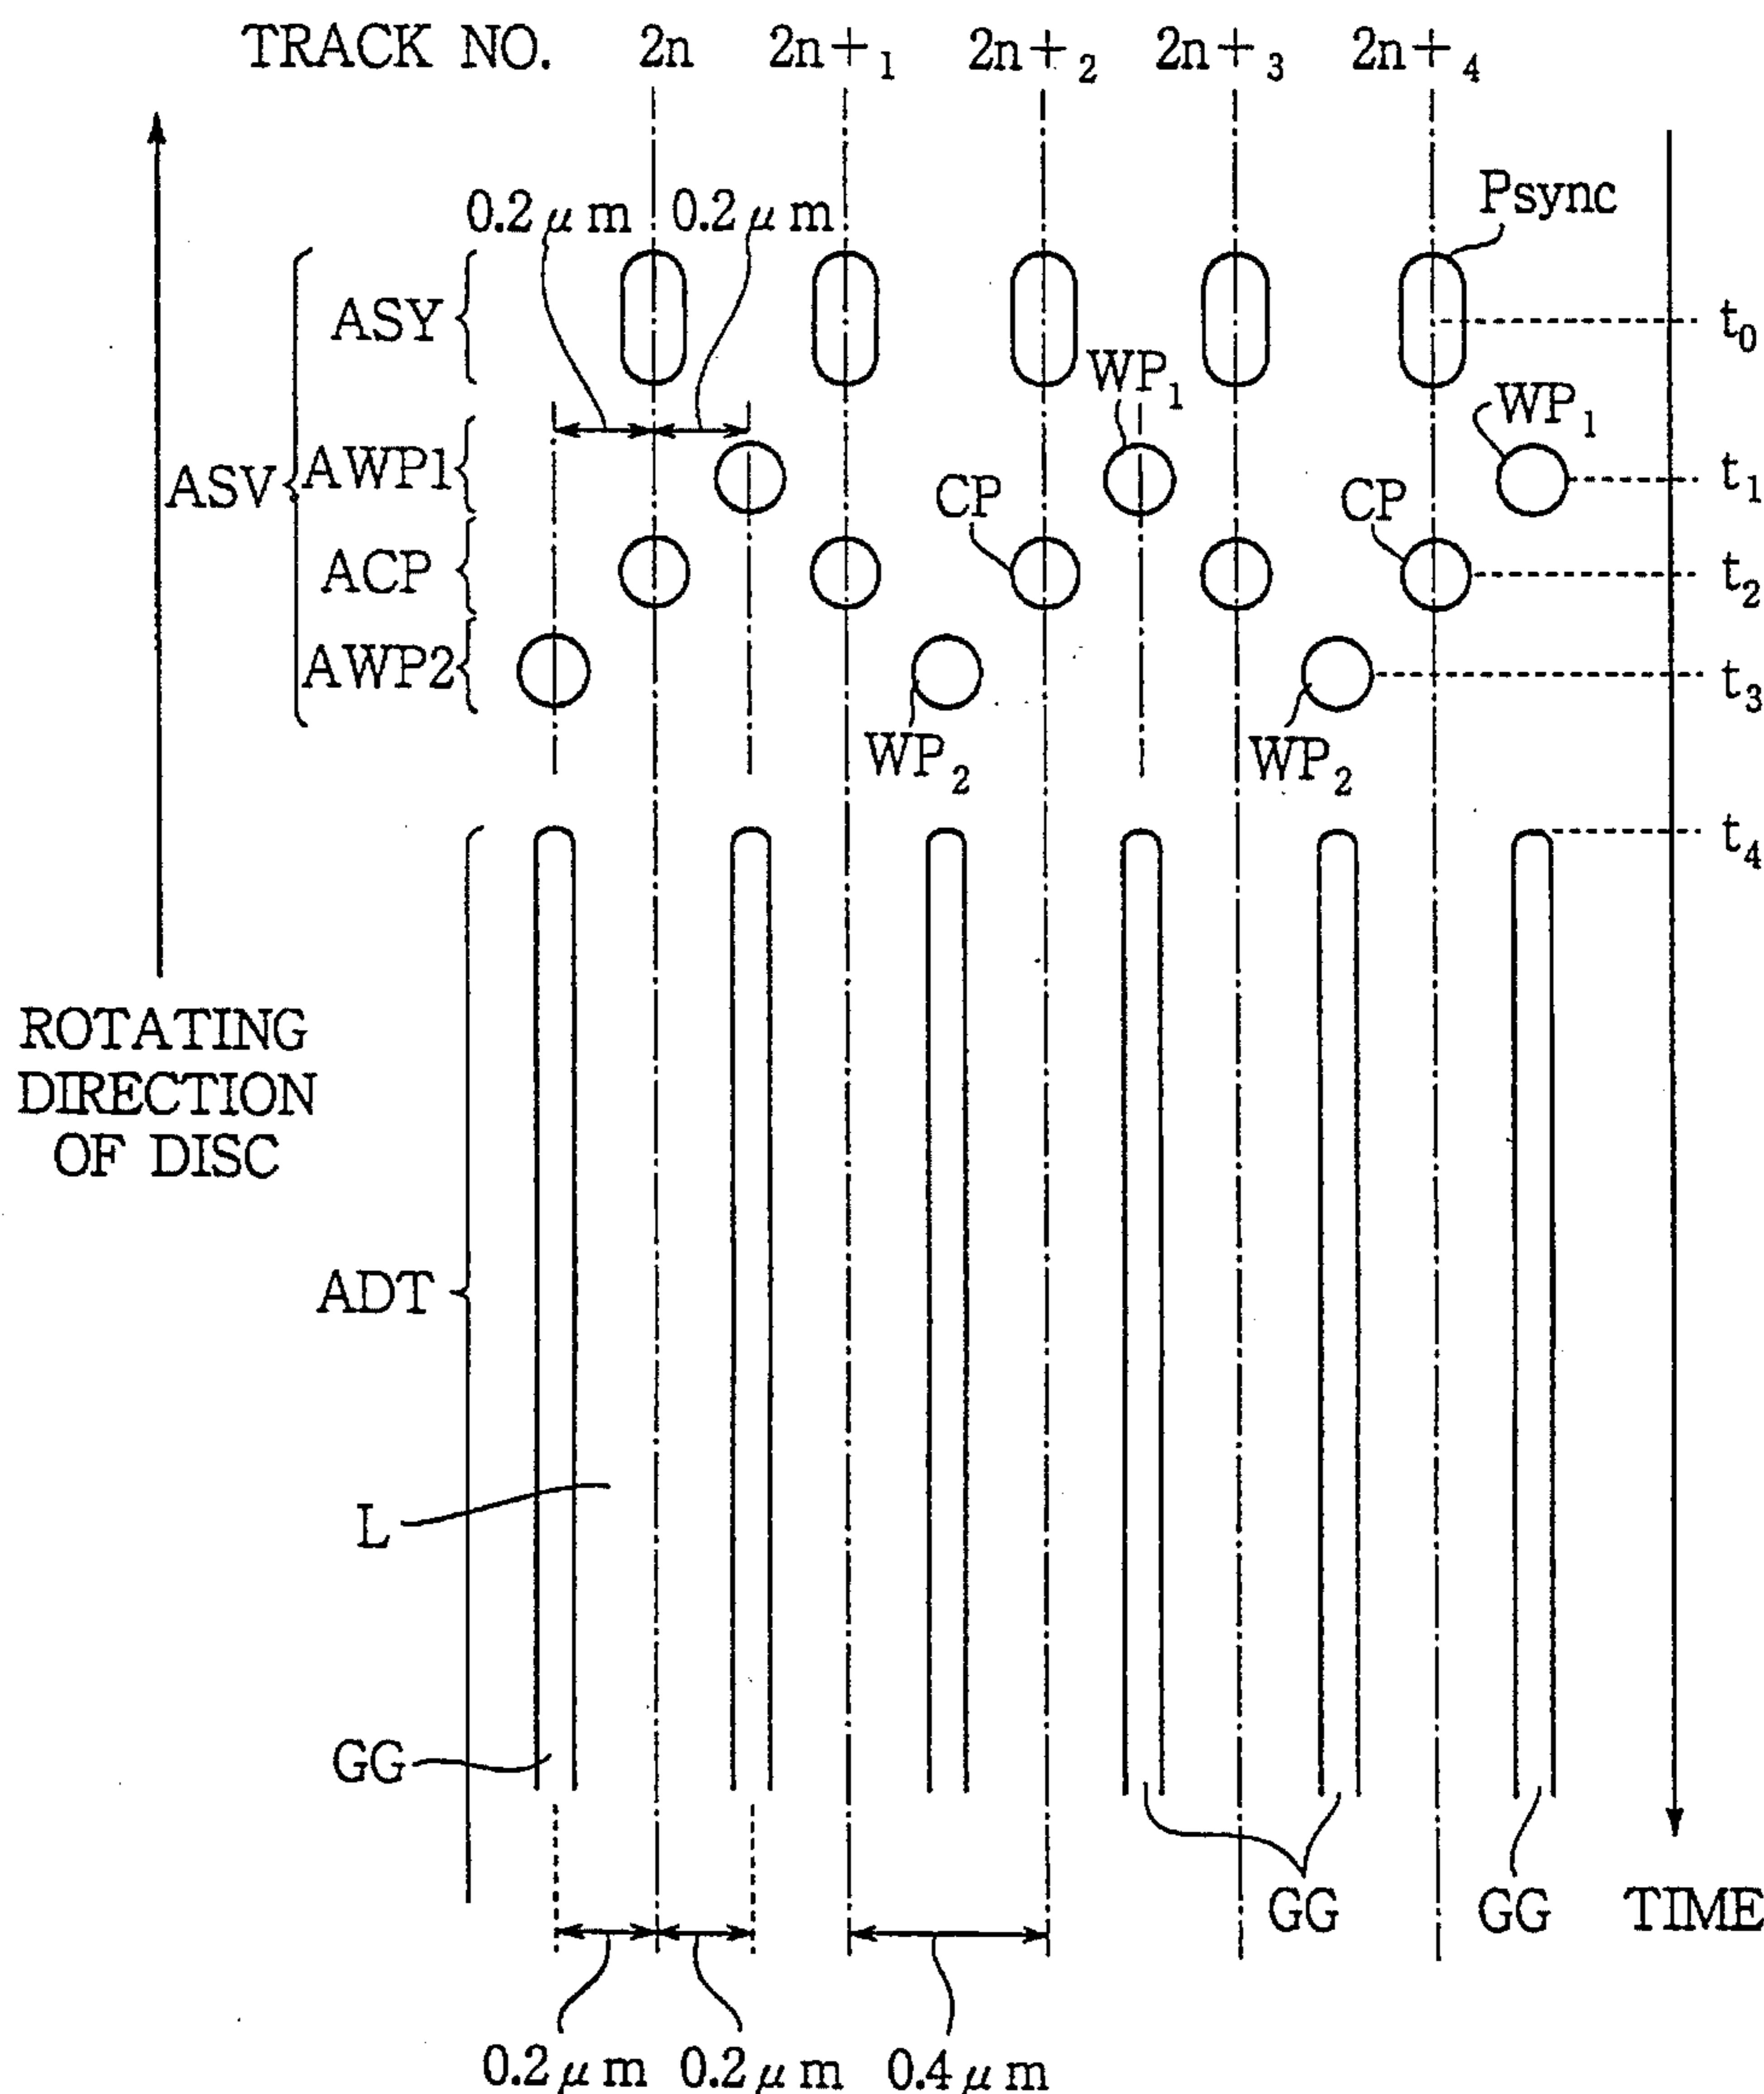 TRACK NO. 2n 2n+1 2n+2 2n+3 2n+4
Psync
0.2μm 0.2μm
ASY
t0
WP1
WP1
AWP1
t1
ASV
CP
CP
ACP
t2
AWP2
t3
WP2
WP2
t4
ROTATING
DIRECTION
OF DISC
ADT
L
GG
GG GG TIME
0.2μm 0.2μm 0.4μm